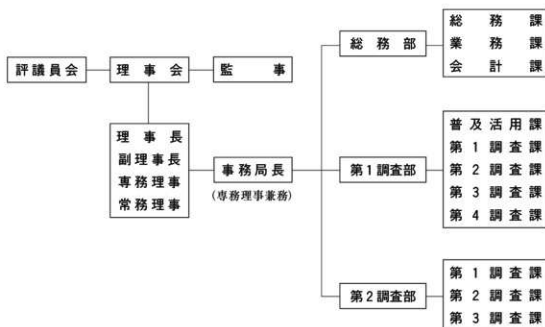 評議員会
理事会
監事
理事長
副理事長
専務理事
常務理事
事務局長
(専務理事兼務)
総務部
総務課
業務課
会計課
第1調査部
普及活用課
第1調査課
第2調査課
第3調査課
第4調査課
第2調査部
第1調査課
第2調査課
第3調査課